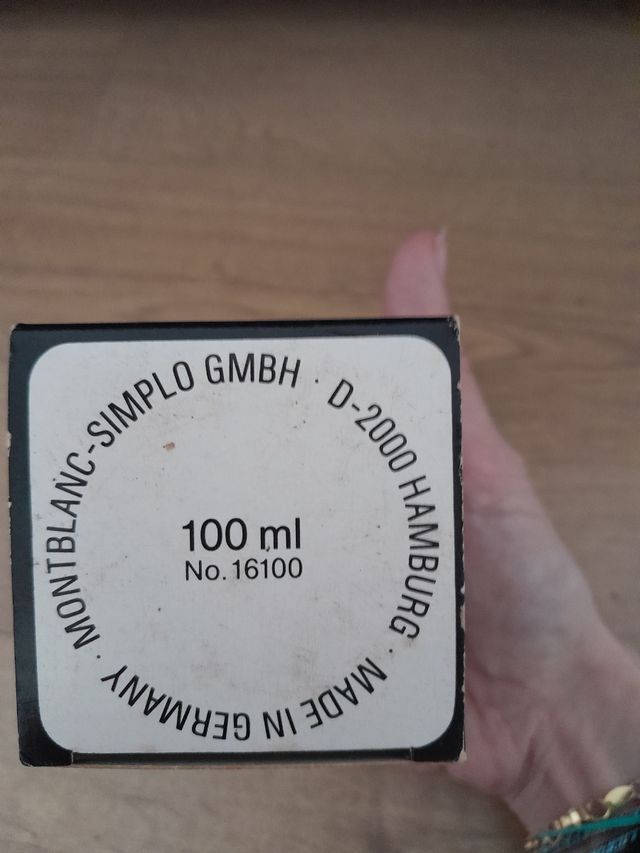 MONTBLANC-SIMPLO GMBH · D-2000 HAMBURG · MADE IN GERMANY ·
100 ml
No. 16100